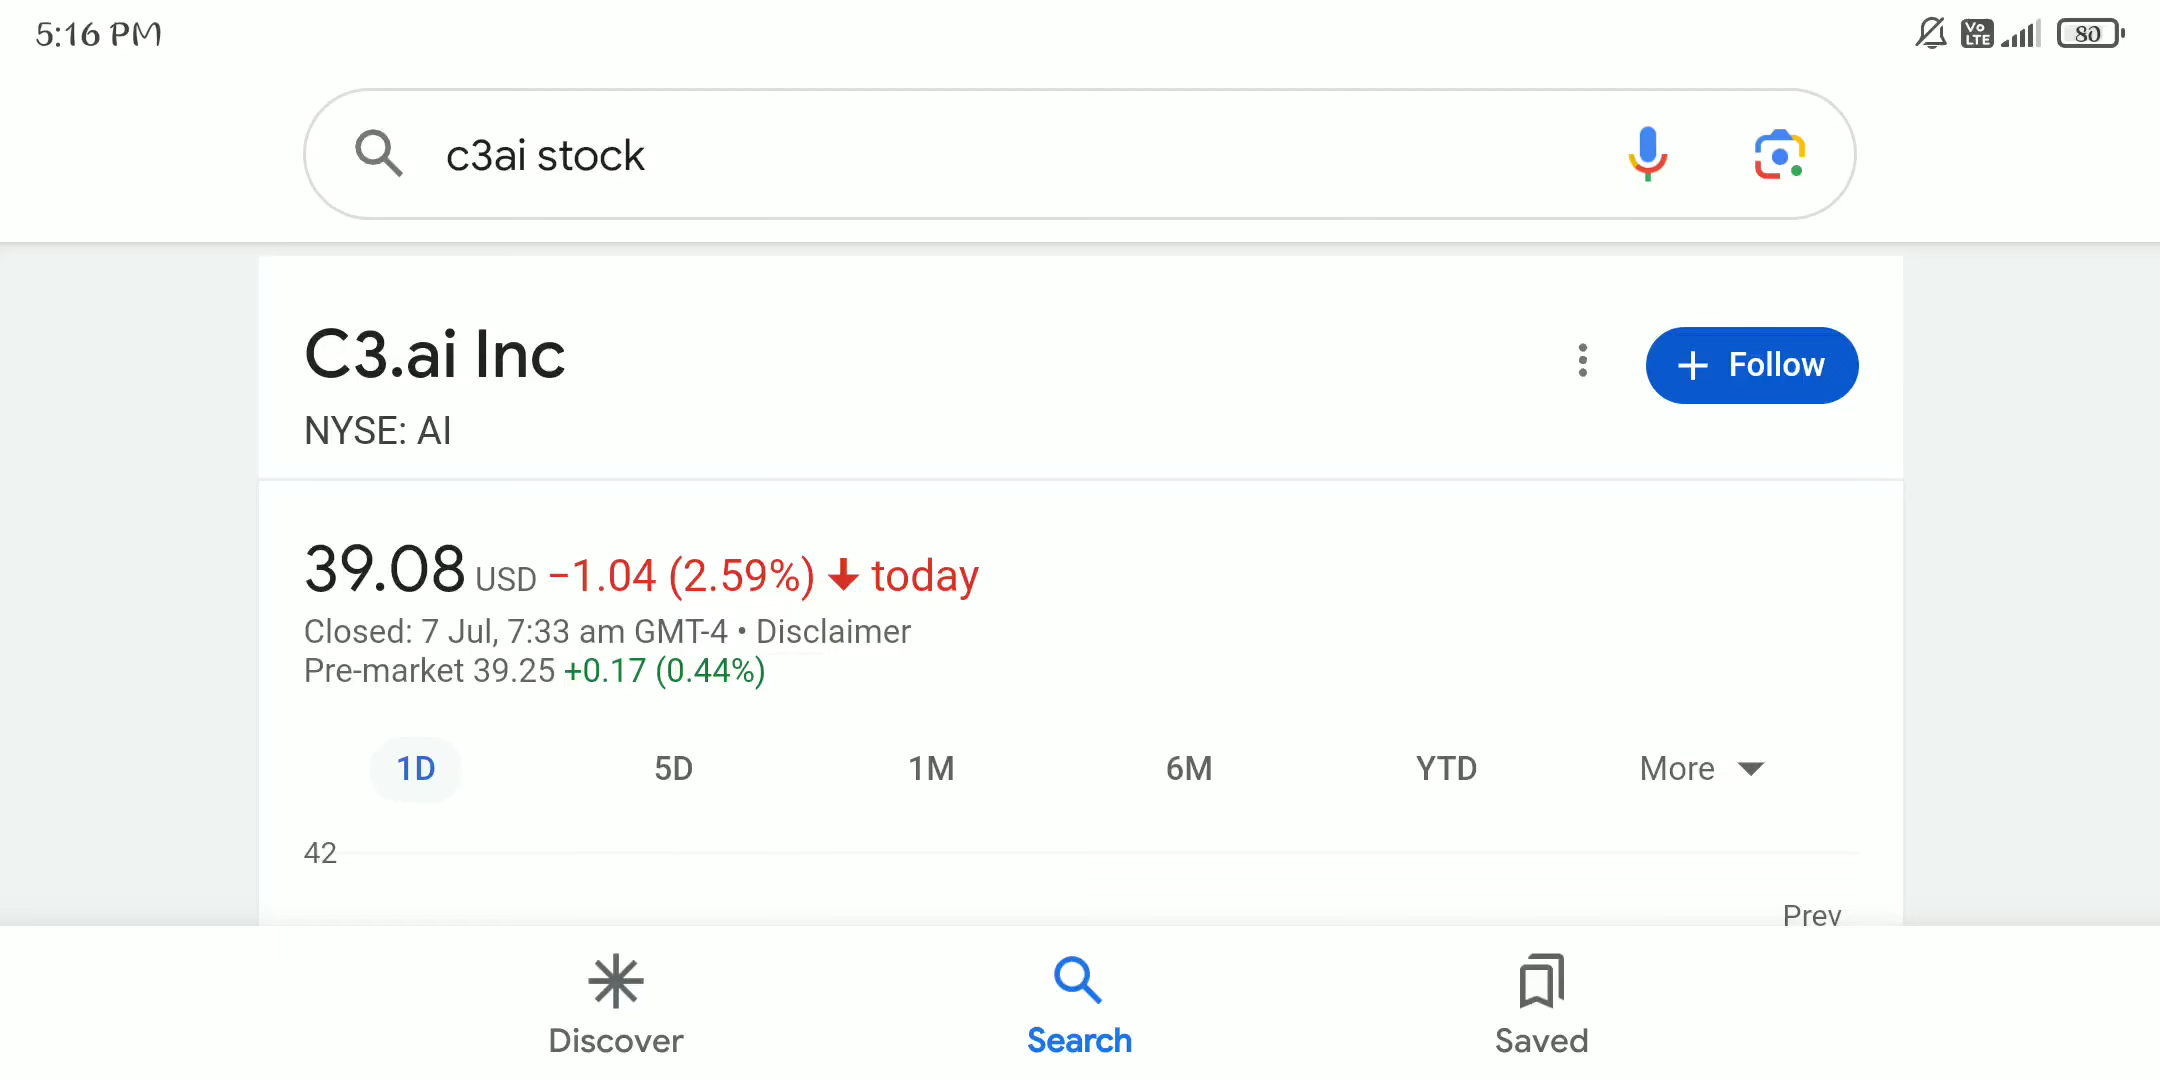 5:16 PM
Vo LTE
80
c3ai stock
C3.ai Inc
+ Follow
NYSE: AI
39.08 USD −1.04 (2.59%) ↓ today
Closed: 7 Jul, 7:33 am GMT-4 • Disclaimer
Pre-market 39.25 +0.17 (0.44%)
1D 5D 1M 6M YTD More
42
Prev
Discover Search Saved